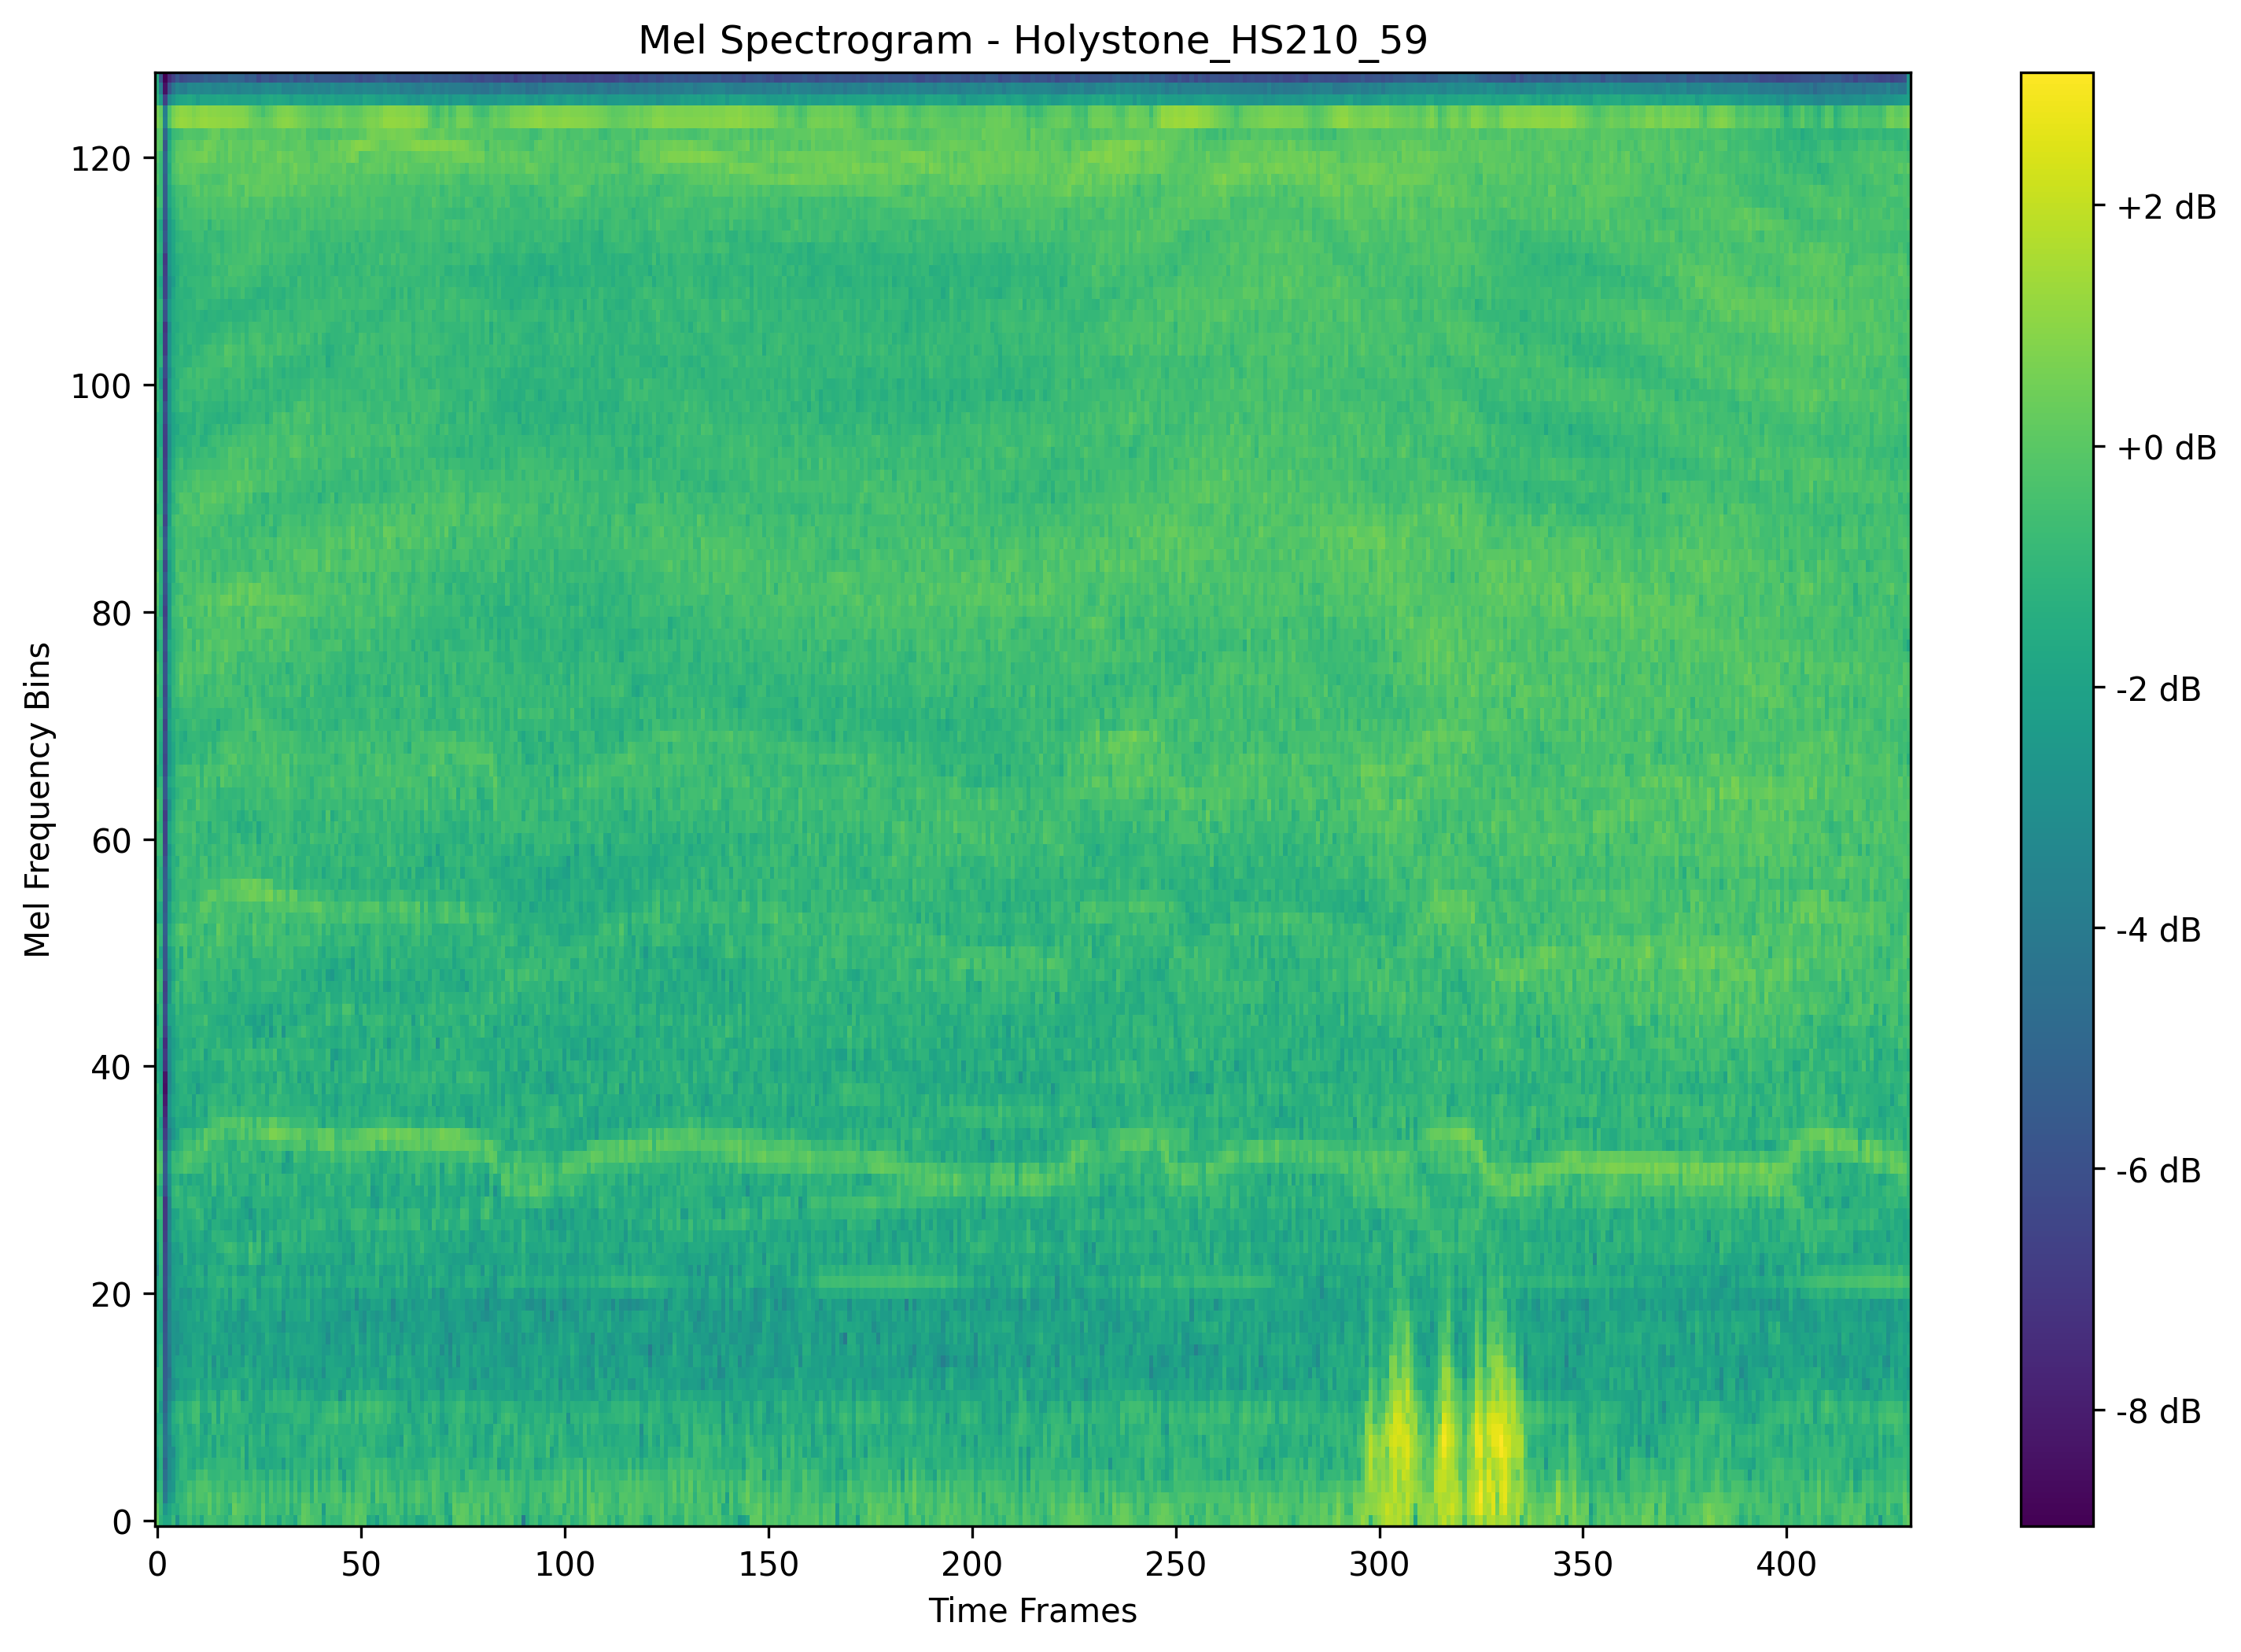 Mel Spectrogram - Holystone_HS210_59
Mel Frequency Bins
120
100
80
60
40
20
0
0 50 100 150 200 250 300 350 400
Time Frames
+2 dB
+0 dB
-2 dB
-4 dB
-6 dB
-8 dB